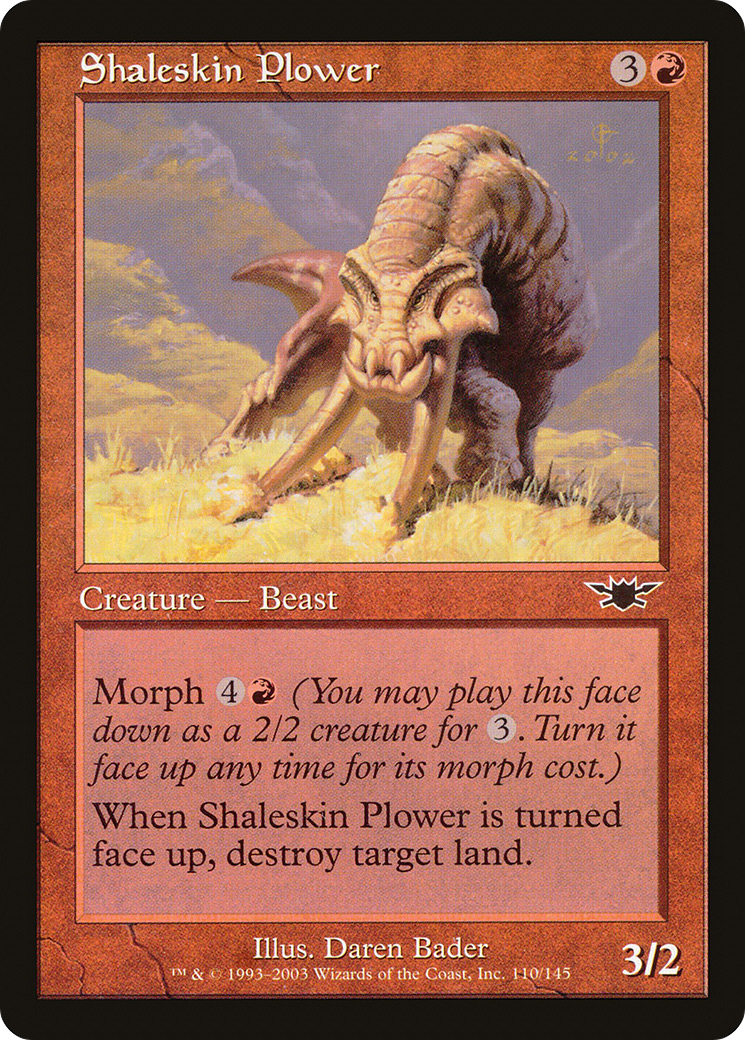 Shaleskin Plower 3
2002
Creature — Beast
Morph 4 (You may play this face
down as a 2/2 creature for 3. Turn it
face up any time for its morph cost.)
When Shaleskin Plower is turned
face up, destroy target land.
Illus. Daren Bader
™ & © 1993–2003 Wizards of the Coast, Inc. 110/145
3/2